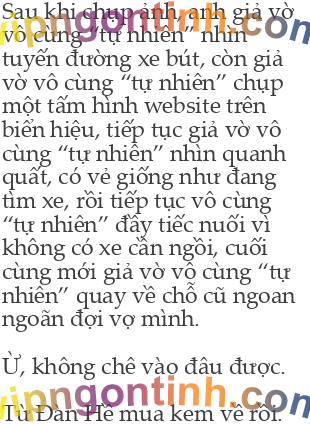 Sau khi chụp ảnh, anh giả vờ
vô cùng “tự nhiên” nhìn
tuyến đường xe bút, còn giả
vờ vô cùng “tự nhiên” chụp
một tấm hình website trên
biển hiệu, tiếp tục giả vờ vô
cùng “tự nhiên” nhìn quanh
quất, có vẻ giống như đang
tìm xe, rồi tiếp tục vô cùng
“tự nhiên” đầy tiếc nuối vì
không có xe cần ngồi, cuối
cùng mới giả vờ vô cùng “tự
nhiên” quay về chỗ cũ ngoan
ngoãn đợi vợ mình.
Ừ, không chê vào đâu được.
Từ Đàn Hề mua kem về rồi.
vipngontinh.com
vipngontinh.com